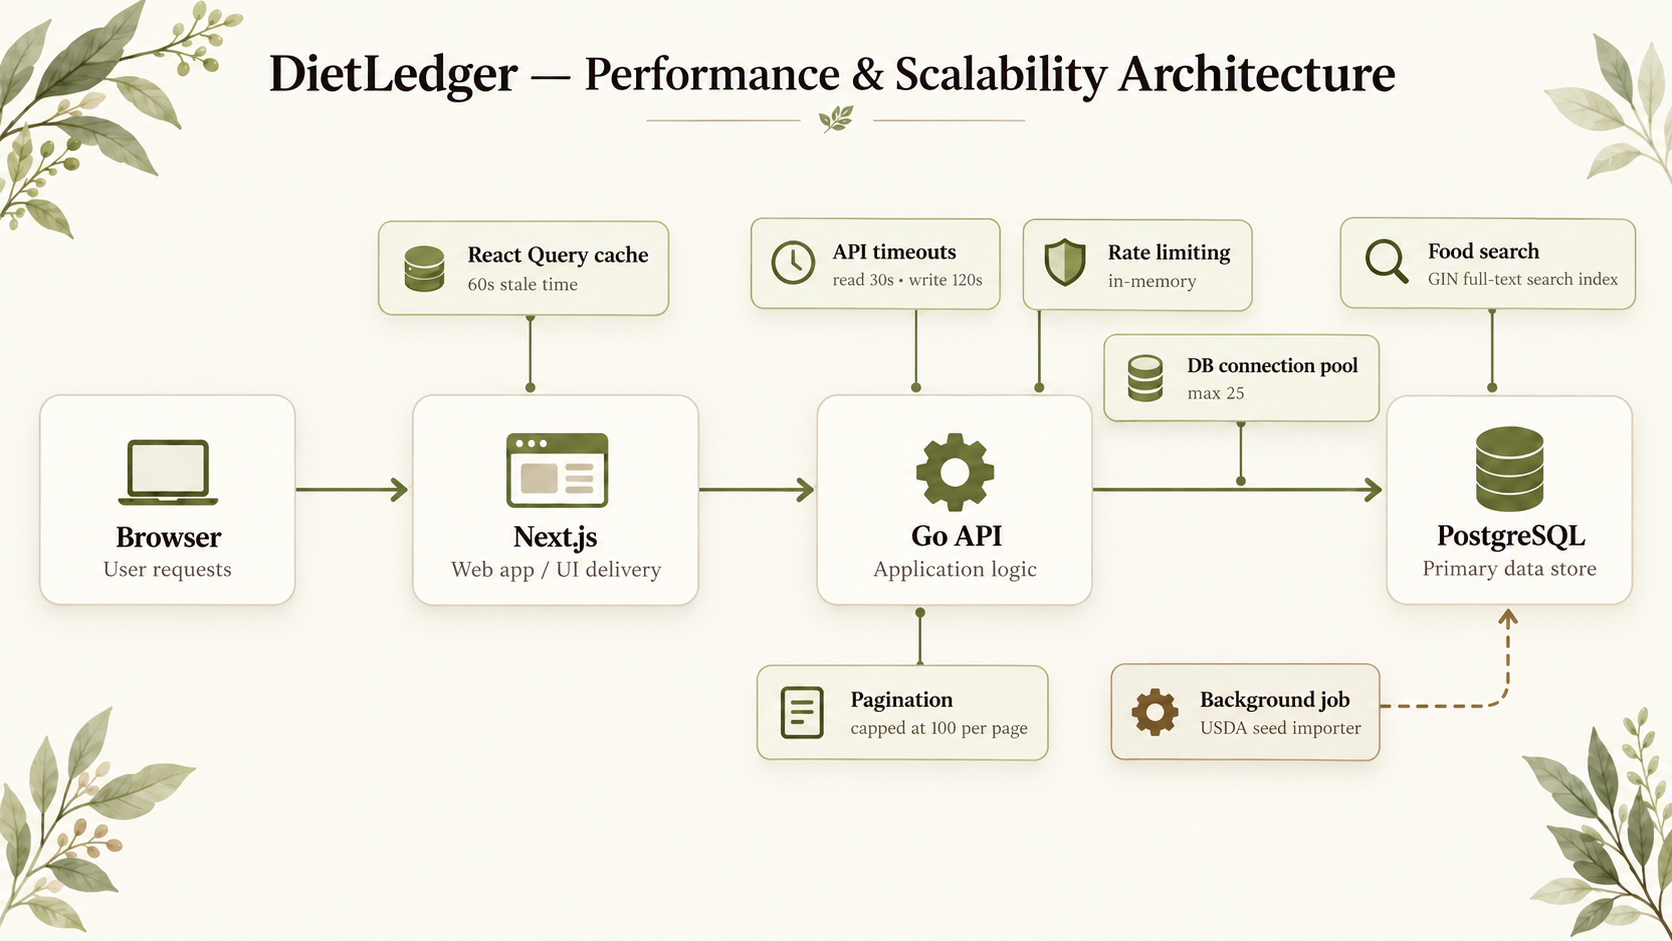 DietLedger — Performance & Scalability Architecture
React Query cache
60s stale time
API timeouts
read 30s • write 120s
Rate limiting
in-memory
Food search
GIN full-text search index
DB connection pool
max 25
Browser
User requests
Next.js
Web app / UI delivery
Go API
Application logic
PostgreSQL
Primary data store
Pagination
capped at 100 per page
Background job
USDA seed importer